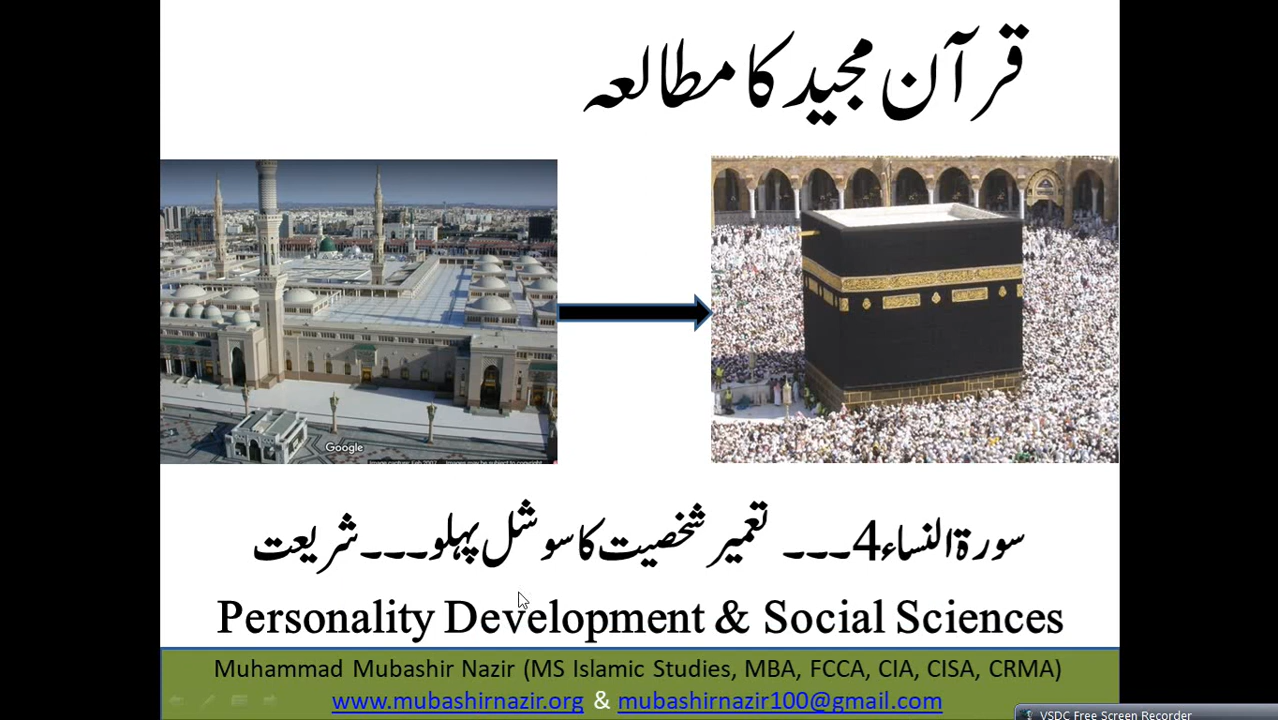 قرآن مجید کا مطالعہ
Google
سورۃ النساء 4۔۔۔ تعمیر شخصیت کا سوشل پہلو۔۔۔ شریعت
Personality Development & Social Sciences
Muhammad Mubashir Nazir (MS Islamic Studies, MBA, FCCA, CIA, CISA, CRMA)
www.mubashirnazir.org & mubashirnazir100@gmail.com
VSDC Free Screen Recorder